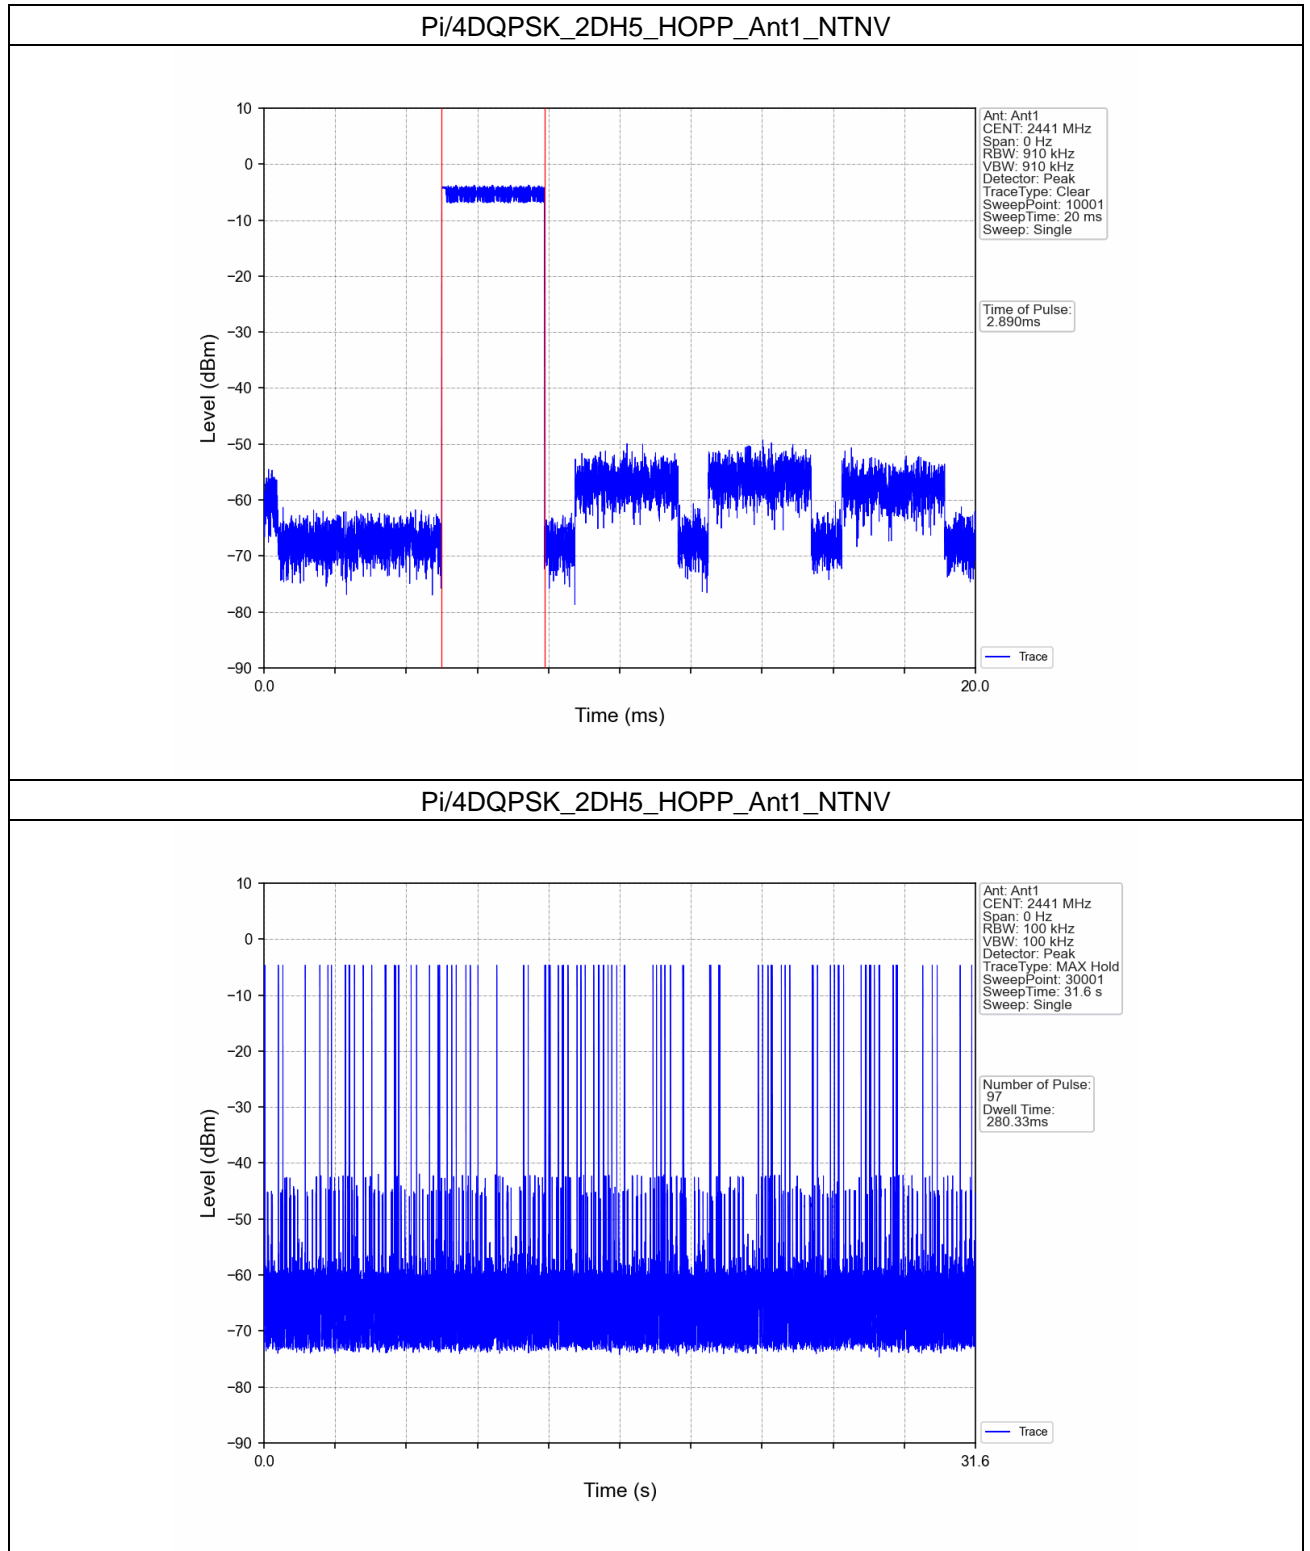 Pi/4DQPSK_2DH5_HOPP_Ant1_NTNV
10
0
−10
−20
−30
−40
−50
−60
−70
−80
−90
Level (dBm)
0.0
20.0
Time (ms)
Ant: Ant1
CENT: 2441 MHz
Span: 0 Hz
RBW: 910 kHz
VBW: 910 kHz
Detector: Peak
TraceType: Clear
SweepPoint: 10001
SweepTime: 20 ms
Sweep: Single
Time of Pulse:
2.890ms
Trace
Pi/4DQPSK_2DH5_HOPP_Ant1_NTNV
10
0
−10
−20
−30
−40
−50
−60
−70
−80
−90
Level (dBm)
0.0
31.6
Time (s)
Ant: Ant1
CENT: 2441 MHz
Span: 0 Hz
RBW: 100 kHz
VBW: 100 kHz
Detector: Peak
TraceType: MAX Hold
SweepPoint: 30001
SweepTime: 31.6 s
Sweep: Single
Number of Pulse:
97
Dwell Time:
280.33ms
Trace